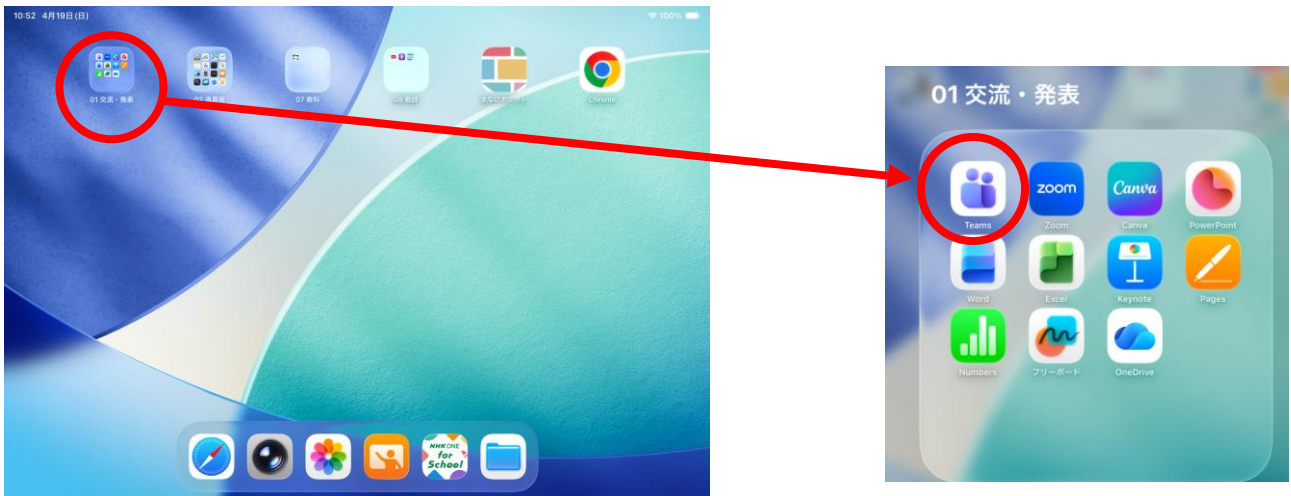 10:52 4月19日(日)
100%
01 交流・発表
07 教科
Chrome
NHK ONE
for
School
01 交流・発表
zoom
Canva
Teams
Zoom
Canva
PowerPoint
Word
Excel
Keynote
Pages
Numbers
フリーボード
OneDrive